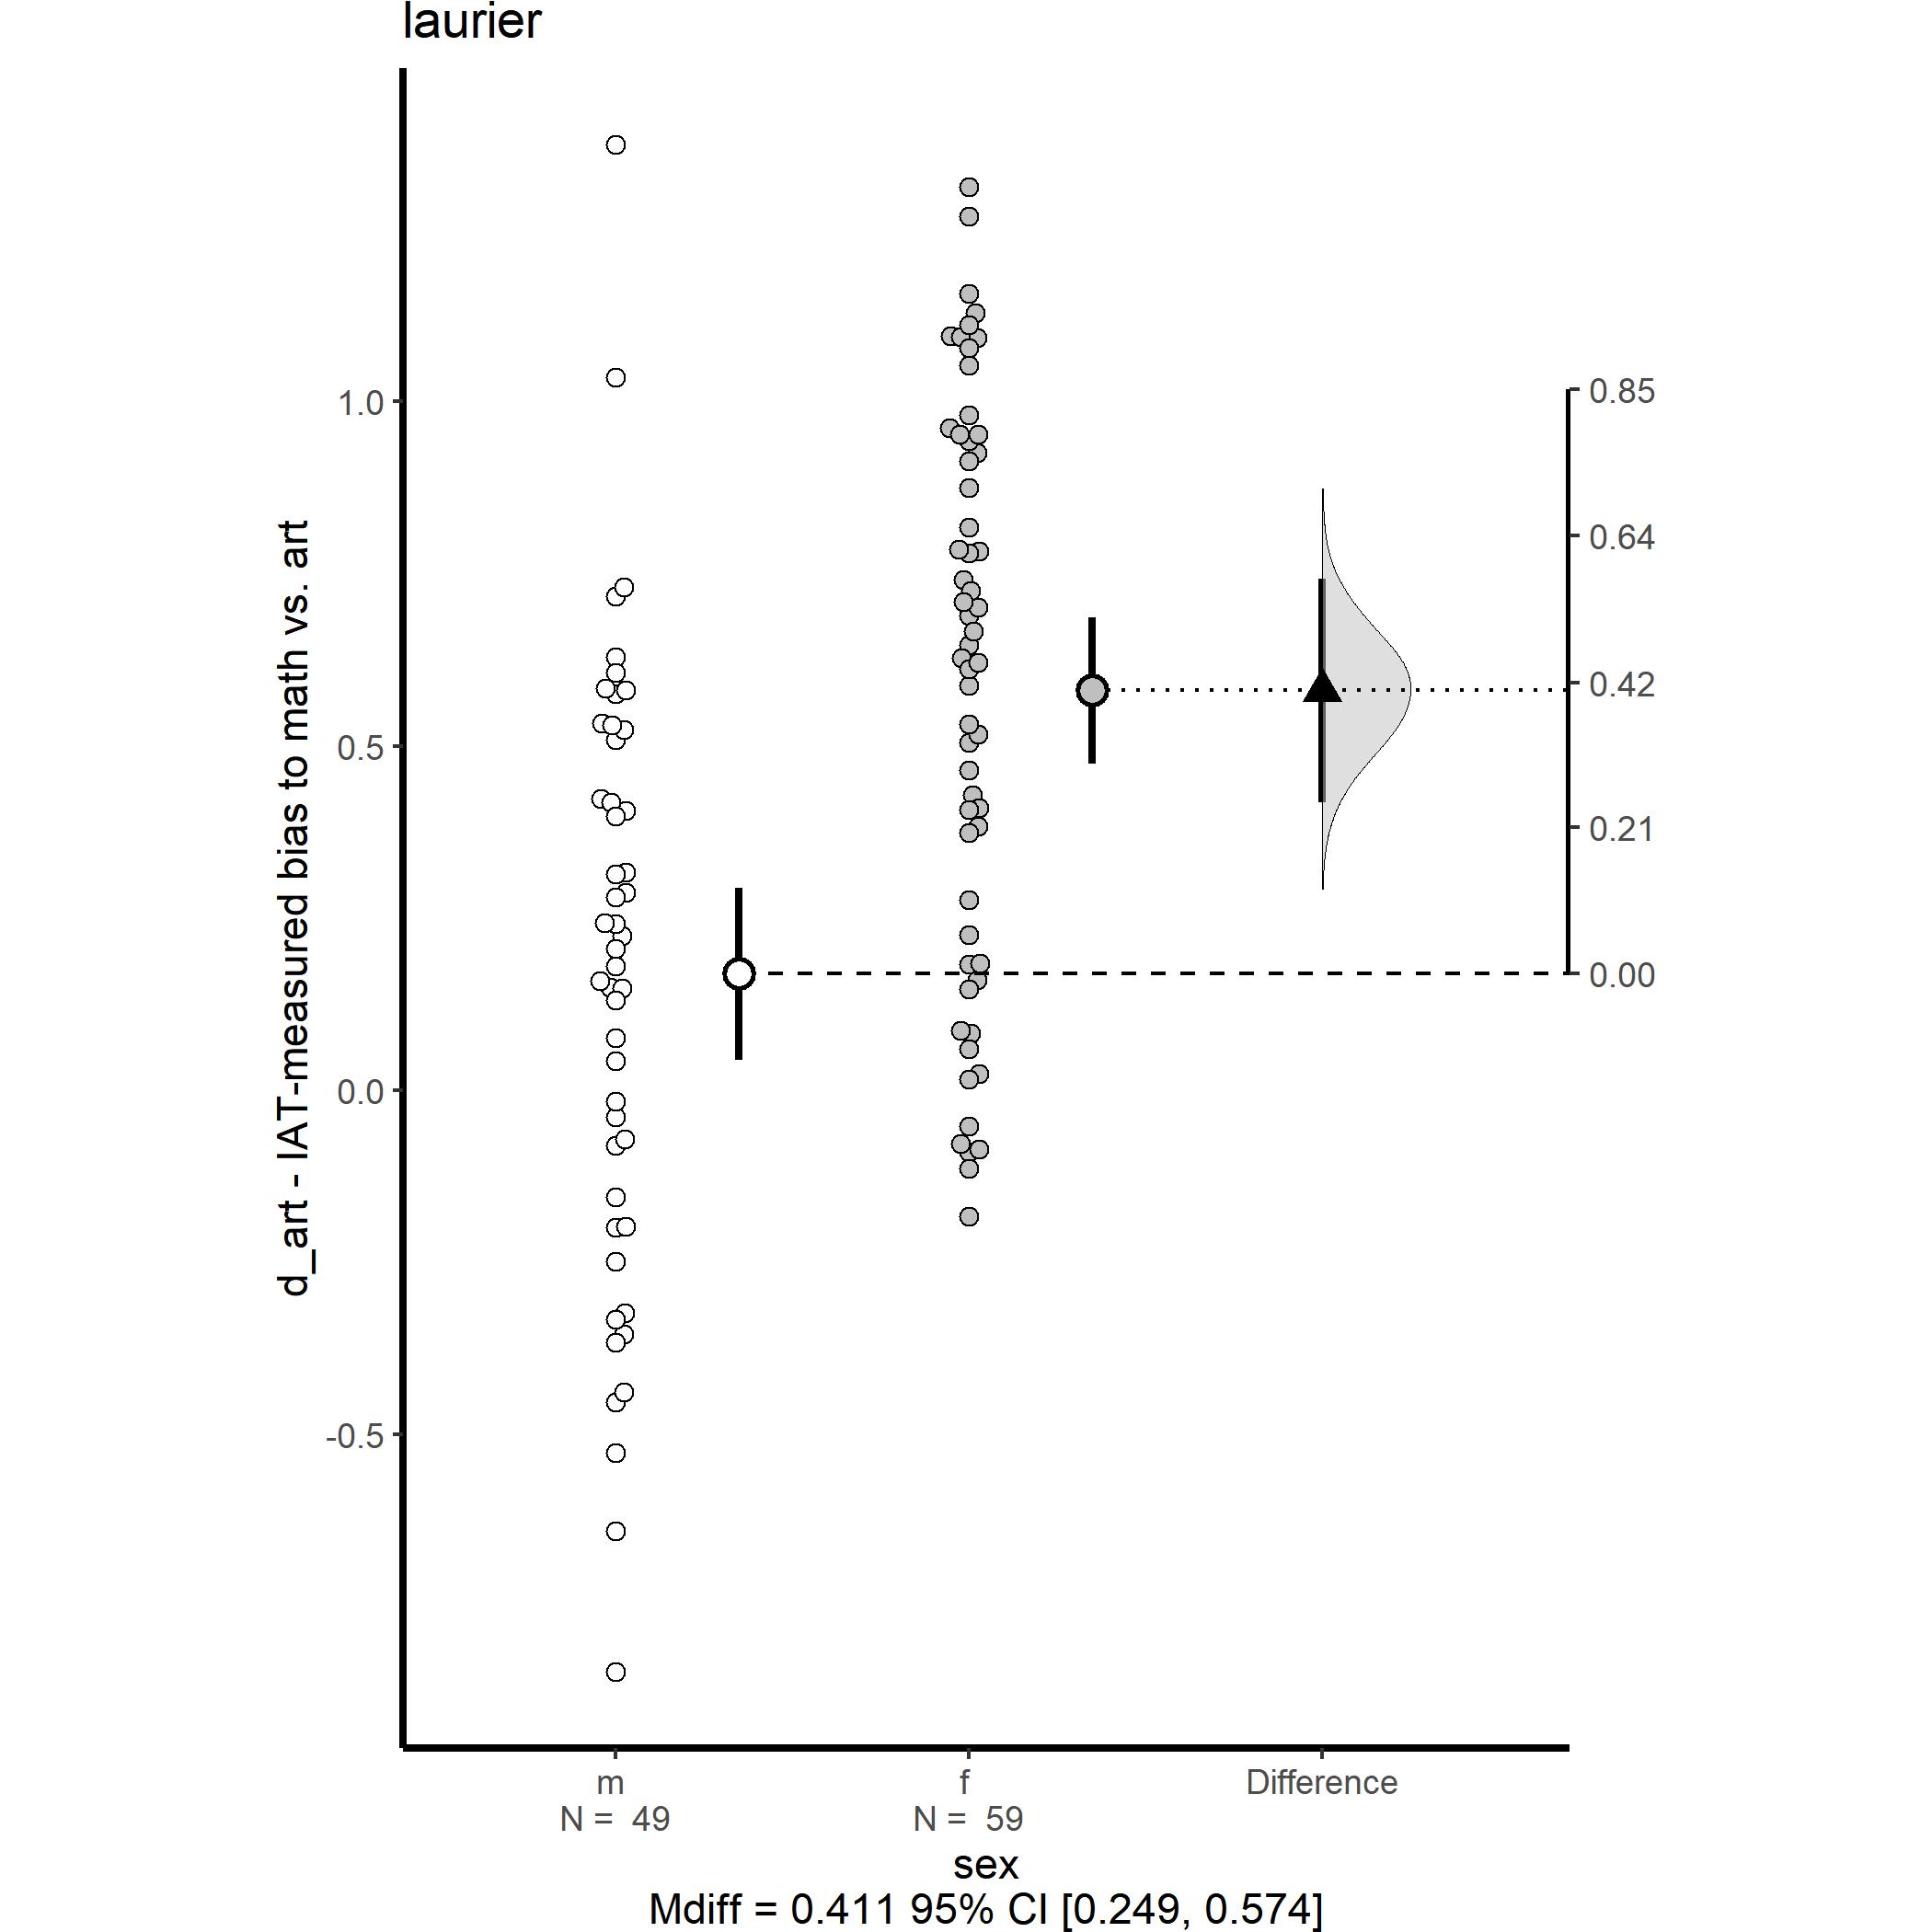 laurier
d_art - IAT-measured bias to math vs. art
1.0
0.5
0.0
-0.5
0.85
0.64
0.42
0.21
0.00
m
N = 49
f
N = 59
Difference
sex
Mdiff = 0.411 95% CI [0.249, 0.574]